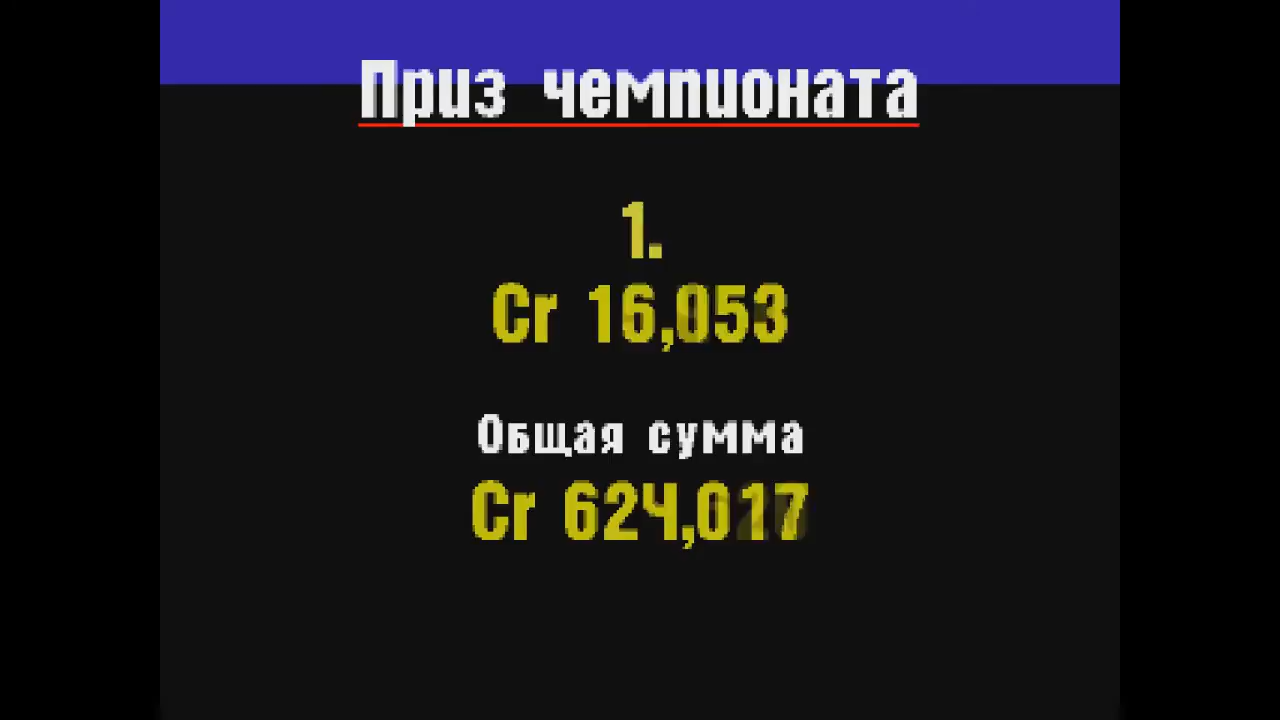 Приз чемпионата
1.
Cr 16,053
Общая сумма
Cr 624,017